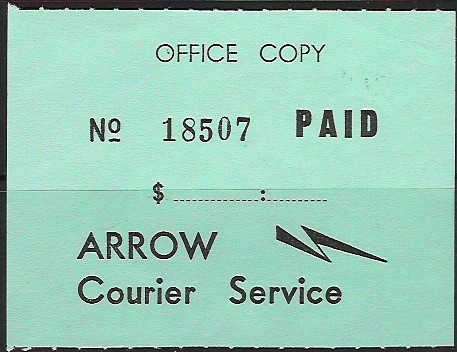 OFFICE COPY
Nº 18507 PAID
$ ..............:..........
ARROW
Courier Service